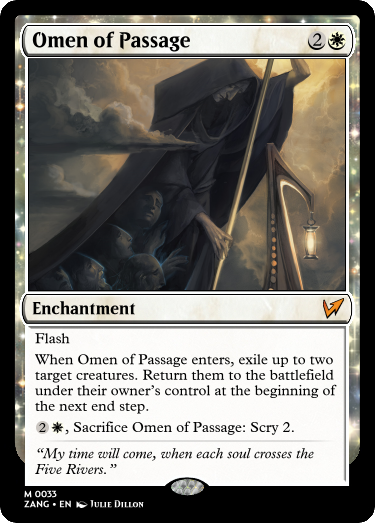 Omen of Passage 2
Enchantment
Flash
When Omen of Passage enters, exile up to two
target creatures. Return them to the battlefield
under their owner’s control at the beginning of
the next end step.
2 , Sacrifice Omen of Passage: Scry 2.
“My time will come, when each soul crosses the
Five Rivers.”
M 0033
ZANG • EN Julie Dillon